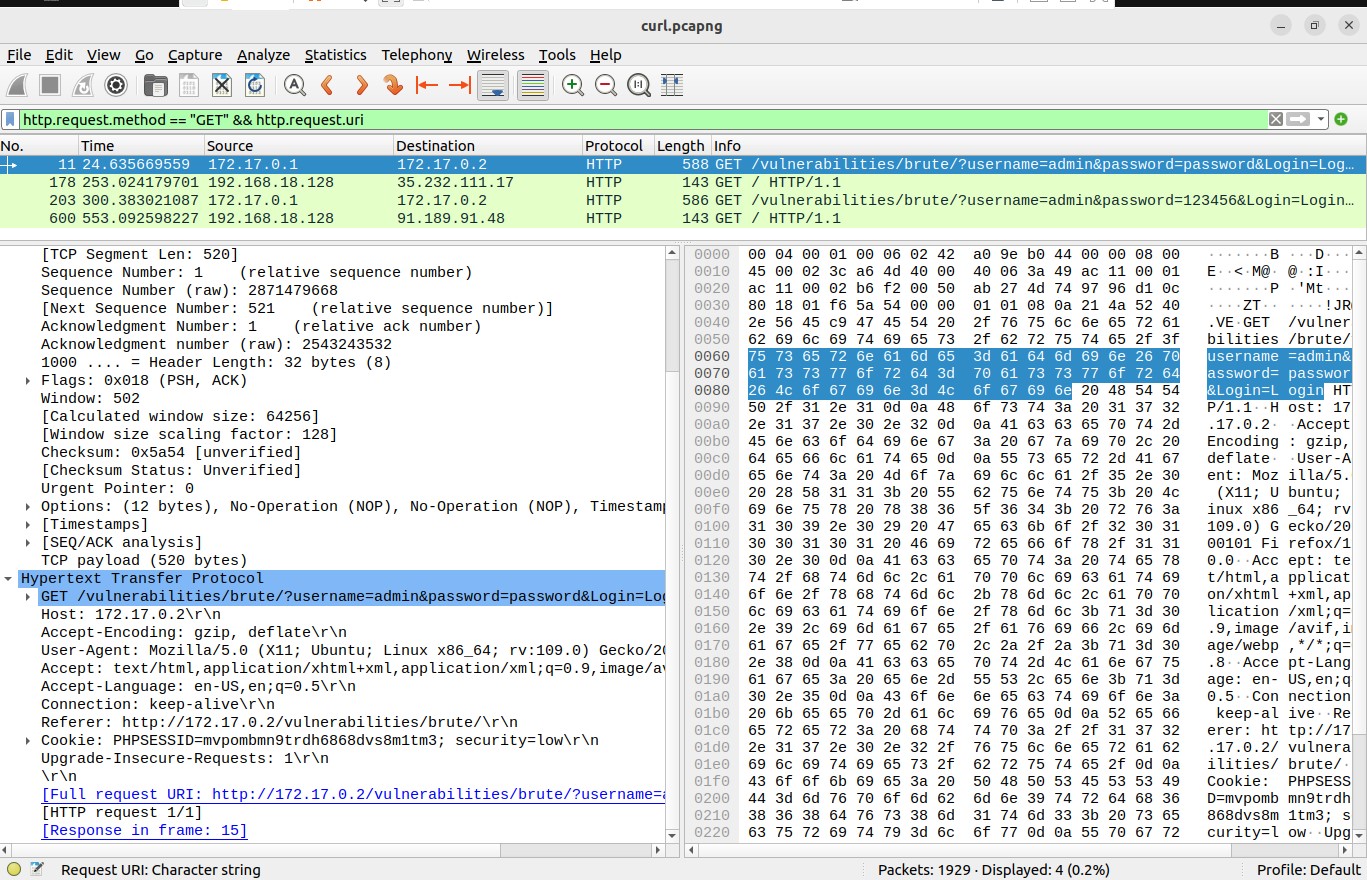 curl.pcapng
File Edit View Go Capture Analyze Statistics Telephony Wireless Tools Help
http.request.method == "GET" && http.request.uri
No. Time Source Destination Protocol Length Info
11 24.635669559 172.17.0.1 172.17.0.2 HTTP 588 GET /vulnerabilities/brute/?username=admin&password=password&Login=Log…
178 253.024179701 192.168.18.128 35.232.111.17 HTTP 143 GET / HTTP/1.1
203 300.383021087 172.17.0.1 172.17.0.2 HTTP 586 GET /vulnerabilities/brute/?username=admin&password=123456&Login=Login…
600 553.092598227 192.168.18.128 91.189.91.48 HTTP 143 GET / HTTP/1.1
[TCP Segment Len: 520]
Sequence Number: 1 (relative sequence number)
Sequence Number (raw): 2871479668
[Next Sequence Number: 521 (relative sequence number)]
Acknowledgment Number: 1 (relative ack number)
Acknowledgment number (raw): 2543243532
1000 .... = Header Length: 32 bytes (8)
Flags: 0x018 (PSH, ACK)
Window: 502
[Calculated window size: 64256]
[Window size scaling factor: 128]
Checksum: 0x5a54 [unverified]
[Checksum Status: Unverified]
Urgent Pointer: 0
Options: (12 bytes), No-Operation (NOP), No-Operation (NOP), Timestamp
[Timestamps]
[SEQ/ACK analysis]
TCP payload (520 bytes)
Hypertext Transfer Protocol
GET /vulnerabilities/brute/?username=admin&password=password&Login=Log
Host: 172.17.0.2\r\n
Accept-Encoding: gzip, deflate\r\n
User-Agent: Mozilla/5.0 (X11; Ubuntu; Linux x86_64; rv:109.0) Gecko/20
Accept: text/html,application/xhtml+xml,application/xml;q=0.9,image/av
Accept-Language: en-US,en;q=0.5\r\n
Connection: keep-alive\r\n
Referer: http://172.17.0.2/vulnerabilities/brute/\r\n
Cookie: PHPSESSID=mvpombmn9trdh6868dvs8m1tm3; security=low\r\n
Upgrade-Insecure-Requests: 1\r\n
\r\n
[Full request URI: http://172.17.0.2/vulnerabilities/brute/?username=a
[HTTP request 1/1]
[Response in frame: 15]
0000 00 04 00 01 00 06 02 42 a0 9e b0 44 00 00 08 00 ·······B ···D····
0010 45 00 02 3c a6 4d 40 00 40 06 3a 49 ac 11 00 01 E··<·M@· @·:I····
0020 ac 11 00 02 b6 f2 00 50 ab 27 4d 74 97 96 d1 0c ·······P ·'Mt····
0030 80 18 01 f6 5a 54 00 00 01 01 08 0a 21 4a 52 40 ····ZT·· ····!JR@
0040 2e 56 45 c9 47 45 54 20 2f 76 75 6c 6e 65 72 61 .VE·GET /vulner
0050 62 69 6c 69 74 69 65 73 2f 62 72 75 74 65 2f 3f bilities /brute/
0060 75 73 65 72 6e 61 6d 65 3d 61 64 6d 69 6e 26 70 username =admin&
0070 61 73 73 77 6f 72 64 3d 70 61 73 73 77 6f 72 64 assword= passwor
0080 26 4c 6f 67 69 6e 3d 4c 6f 67 69 6e 20 48 54 54 &Login=L ogin HT
0090 50 2f 31 2e 31 0d 0a 48 6f 73 74 3a 20 31 37 32 P/1.1··H ost: 17
00a0 2e 31 37 2e 30 2e 32 0d 0a 41 63 63 65 70 74 2d .17.0.2· ·Accept
00b0 45 6e 63 6f 64 69 6e 67 3a 20 67 7a 69 70 2c 20 Encoding : gzip,
00c0 64 65 66 6c 61 74 65 0d 0a 55 73 65 72 2d 41 67 deflate· ·User-A
00d0 65 6e 74 3a 20 4d 6f 7a 69 6c 6c 61 2f 35 2e 30 ent: Moz illa/5.
00e0 20 28 58 31 31 3b 20 55 62 75 6e 74 75 3b 20 4c (X11; U buntu;
00f0 69 6e 75 78 20 78 38 36 5f 36 34 3b 20 72 76 3a inux x86 _64; rv
0100 31 30 39 2e 30 29 20 47 65 63 6b 6f 2f 32 30 31 109.0) G ecko/20
0110 30 30 31 30 31 20 46 69 72 65 66 6f 78 2f 31 31 00101 Fi refox/1
0120 30 2e 30 0d 0a 41 63 63 65 70 74 3a 20 74 65 78 0.0··Acc ept: te
0130 74 2f 68 74 6d 6c 2c 61 70 70 6c 69 63 61 74 69 t/html,a pplicat
0140 6f 6e 2f 78 68 74 6d 6c 2b 78 6d 6c 2c 61 70 70 on/xhtml +xml,ap
0150 6c 69 63 61 74 69 6f 6e 2f 78 6d 6c 3b 71 3d 30 lication /xml;q=
0160 2e 39 2c 69 6d 61 67 65 2f 61 76 69 66 2c 69 6d .9,image /avif,i
0170 61 67 65 2f 77 65 62 70 2c 2a 2f 2a 3b 71 3d 30 age/webp ,*/*;q=
0180 2e 38 0d 0a 41 63 63 65 70 74 2d 4c 61 6e 67 75 .8··Acce pt-Lang
0190 61 67 65 3a 20 65 6e 2d 55 53 2c 65 6e 3b 71 3d age: en- US,en;q
01a0 30 2e 35 0d 0a 43 6f 6e 6e 65 63 74 69 6f 6e 3a 0.5··Con nection
01b0 20 6b 65 65 70 2d 61 6c 69 76 65 0d 0a 52 65 66 keep-al ive··Re
01c0 65 72 65 72 3a 20 68 74 74 70 3a 2f 2f 31 37 32 erer: ht tp://17
01d0 2e 31 37 2e 30 2e 32 2f 76 75 6c 6e 65 72 61 62 .17.0.2/ vulnera
01e0 69 6c 69 74 69 65 73 2f 62 72 75 74 65 2f 0d 0a ilities/ brute/·
01f0 43 6f 6f 6b 69 65 3a 20 50 48 50 53 45 53 53 49 Cookie: PHPSESS
0200 44 3d 6d 76 70 6f 6d 62 6d 6e 39 74 72 64 68 36 D=mvpomb mn9trdh
0210 38 36 38 64 76 73 38 6d 31 74 6d 33 3b 20 73 65 868dvs8m 1tm3; s
0220 63 75 72 69 74 79 3d 6c 6f 77 0d 0a 55 70 67 72 curity=l ow··Upg
Request URI: Character string
Packets: 1929 · Displayed: 4 (0.2%)
Profile: Default